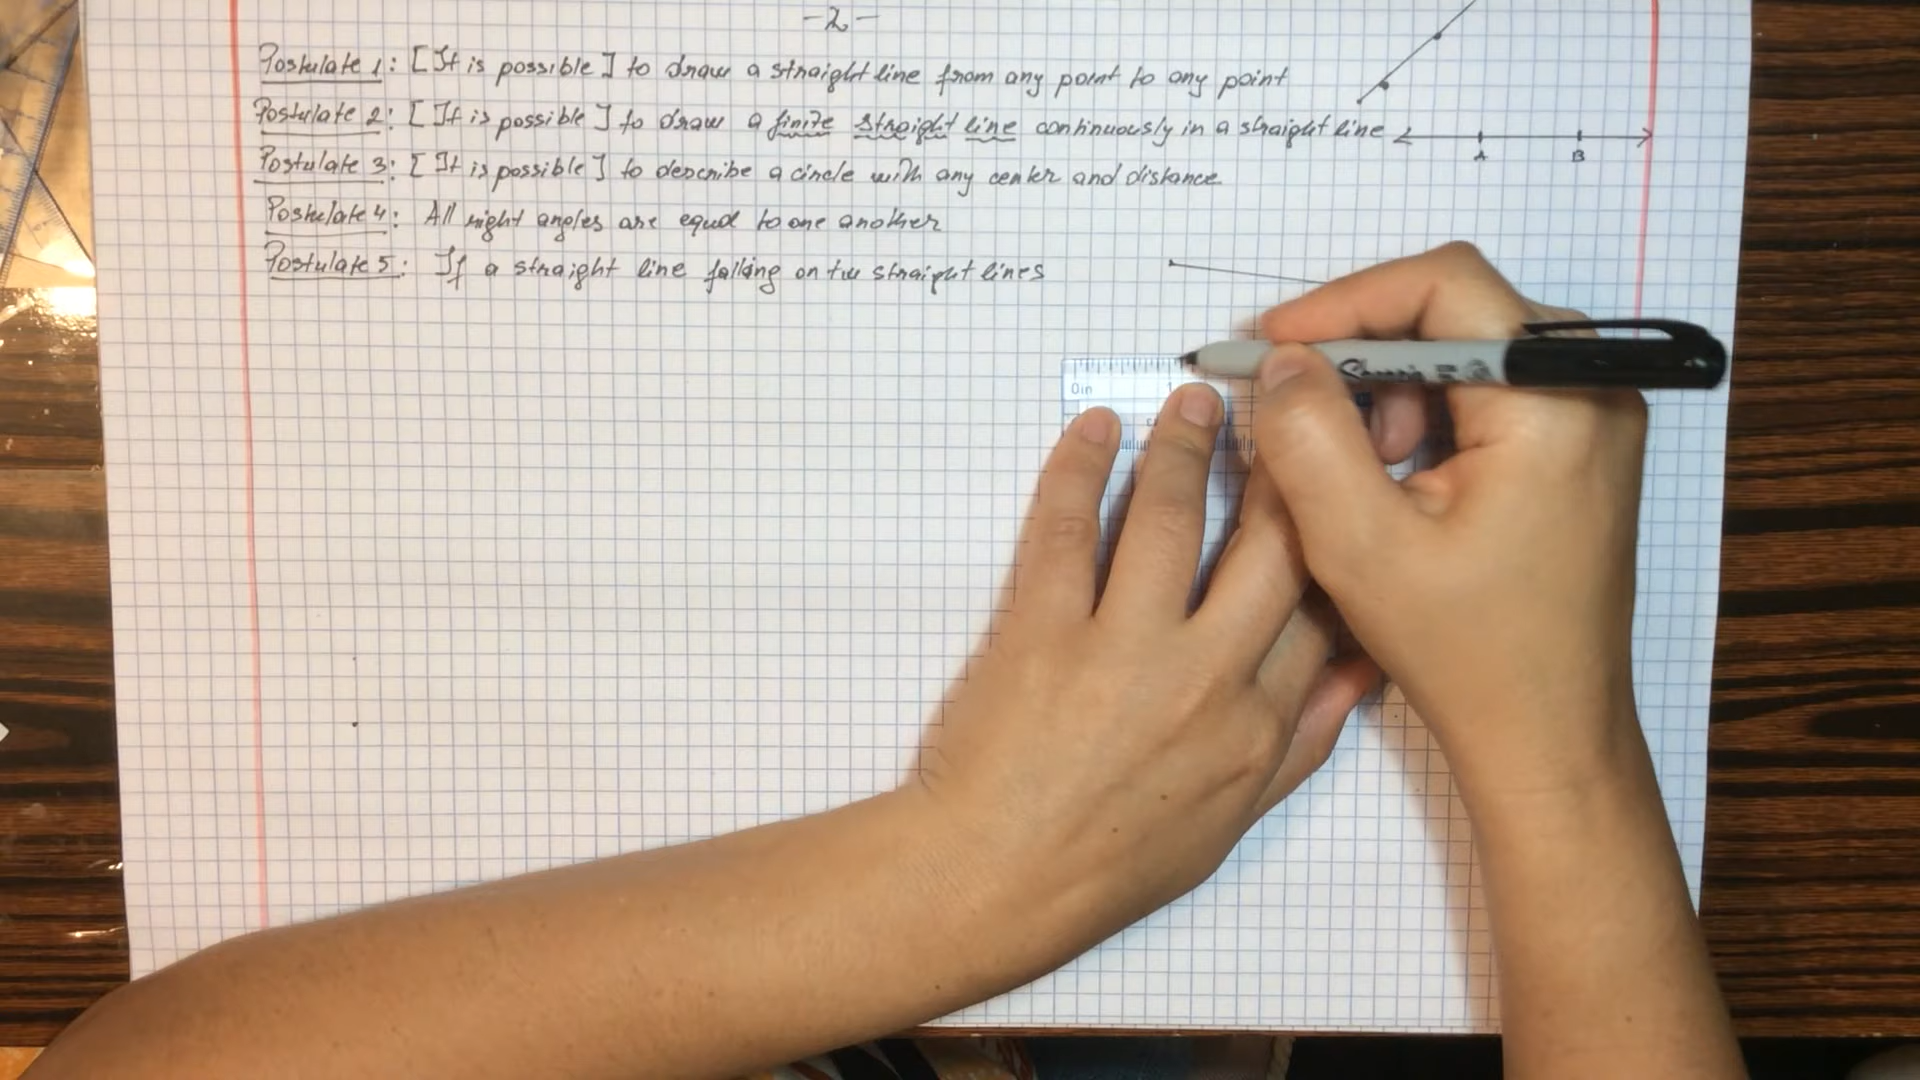 -2-
Postulate 1: [It is possible] to draw a straight line from any point to any point
Postulate 2: [It is possible] to draw a finite straight line continuously in a straight line
A B
Postulate 3: [It is possible] to describe a circle with any center and distance
Postulate 4: All right angles are equal to one another
Postulate 5: If a straight line falling on two straight lines
Sharpie
0in 1